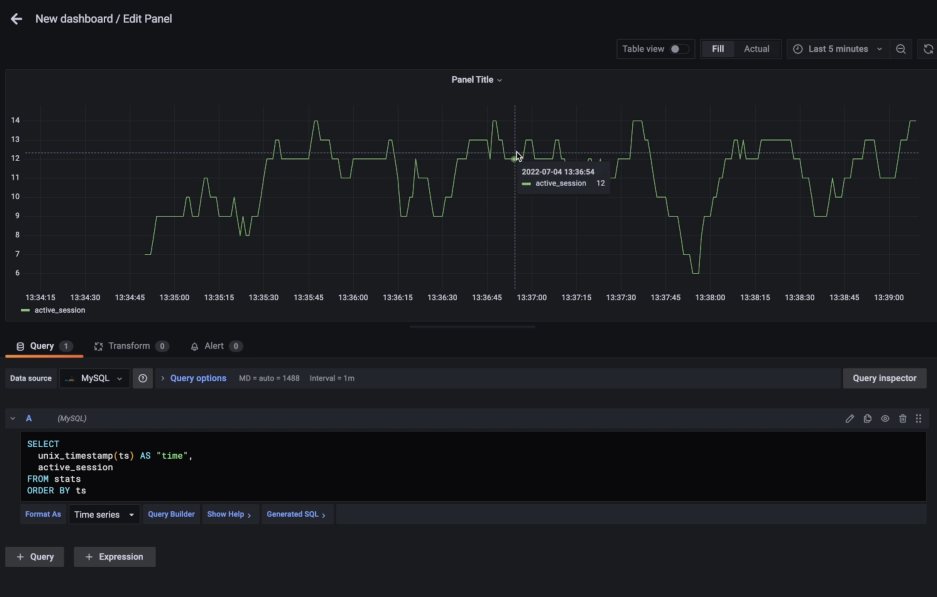 New dashboard / Edit Panel
Table view Fill Actual Last 5 minutes
Panel Title
14
13
12
11
10
9
8
7
6
2022-07-04 13:36:54
active_session 12
13:34:15 13:34:30 13:34:45 13:35:00 13:35:15 13:35:30 13:35:45 13:36:00 13:36:15 13:36:30 13:36:45 13:37:00 13:37:15 13:37:30 13:37:45 13:38:00 13:38:15 13:38:30 13:38:45 13:39:00
active_session
Query 1 Transform 0 Alert 0
Data source MySQL Query options MD = auto = 1488 Interval = 1m Query inspector
A (MySQL)
SELECT
unix_timestamp(ts) AS "time",
active_session
FROM stats
ORDER BY ts
Format As Time series Query Builder Show Help Generated SQL
+ Query + Expression